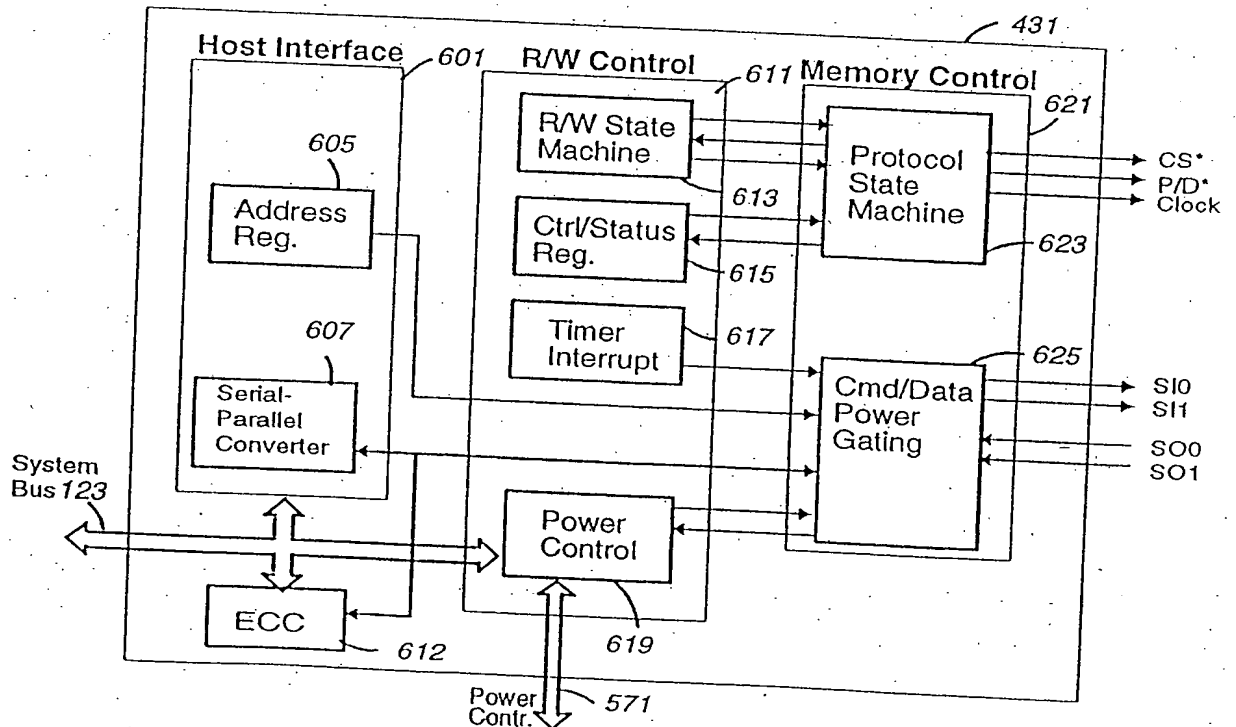 431
Host Interface
601
R/W Control
611
Memory Control
621
605
Address
Reg.
607
Serial-
Parallel
Converter
R/W State
Machine
613
Ctrl/Status
Reg.
615
Timer
Interrupt
617
Power
Control
619
Protocol
State
Machine
623
625
Cmd/Data
Power
Gating
CS*
P/D*
Clock
SI0
SI1
SO0
SO1
System
Bus 123
ECC
612
Power
Contr.
571